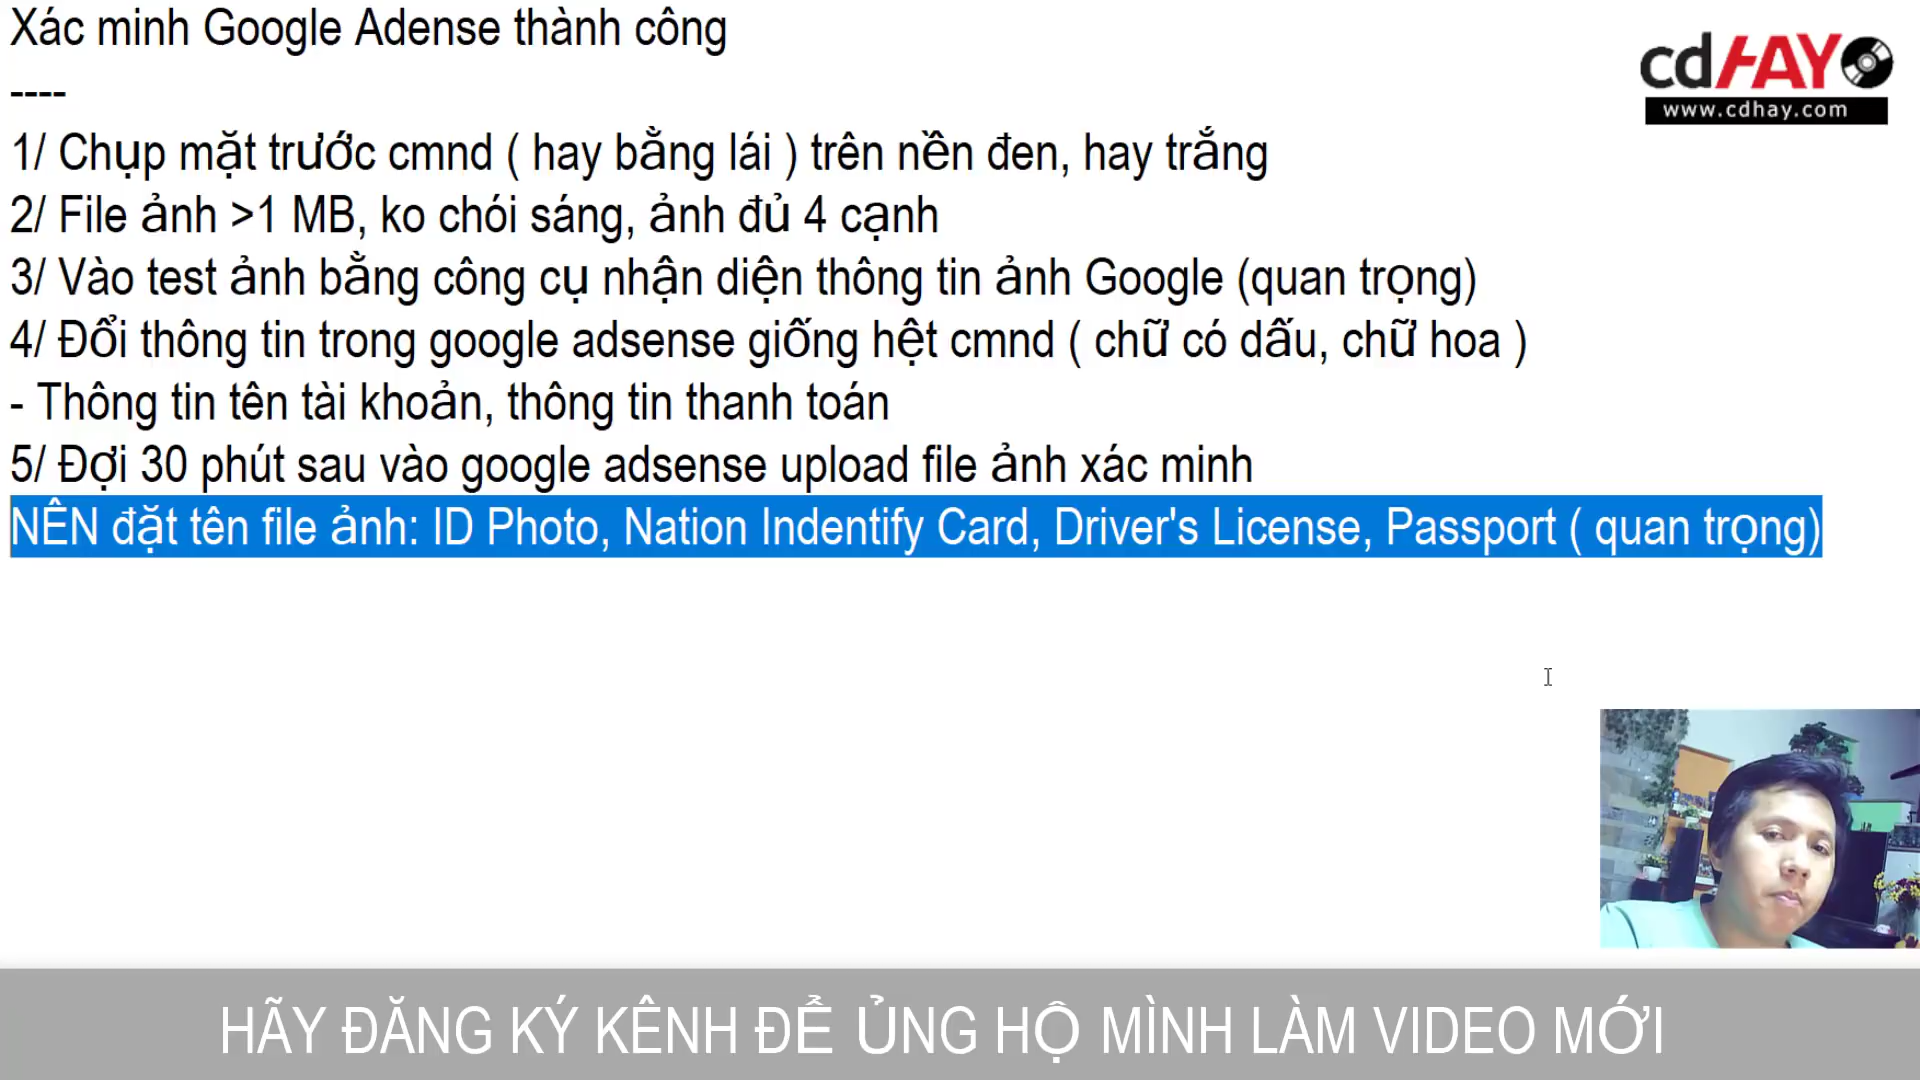 Xác minh Google Adense thành công
----
cdHAY
www.cdhay.com
1/ Chụp mặt trước cmnd ( hay bằng lái ) trên nền đen, hay trắng
2/ File ảnh >1 MB, ko chói sáng, ảnh đủ 4 cạnh
3/ Vào test ảnh bằng công cụ nhận diện thông tin ảnh Google (quan trọng)
4/ Đổi thông tin trong google adsense giống hệt cmnd ( chữ có dấu, chữ hoa )
- Thông tin tên tài khoản, thông tin thanh toán
5/ Đợi 30 phút sau vào google adsense upload file ảnh xác minh
NÊN đặt tên file ảnh: ID Photo, Nation Indentify Card, Driver's License, Passport ( quan trọng)
HÃY ĐĂNG KÝ KÊNH ĐỂ ỦNG HỘ MÌNH LÀM VIDEO MỚI